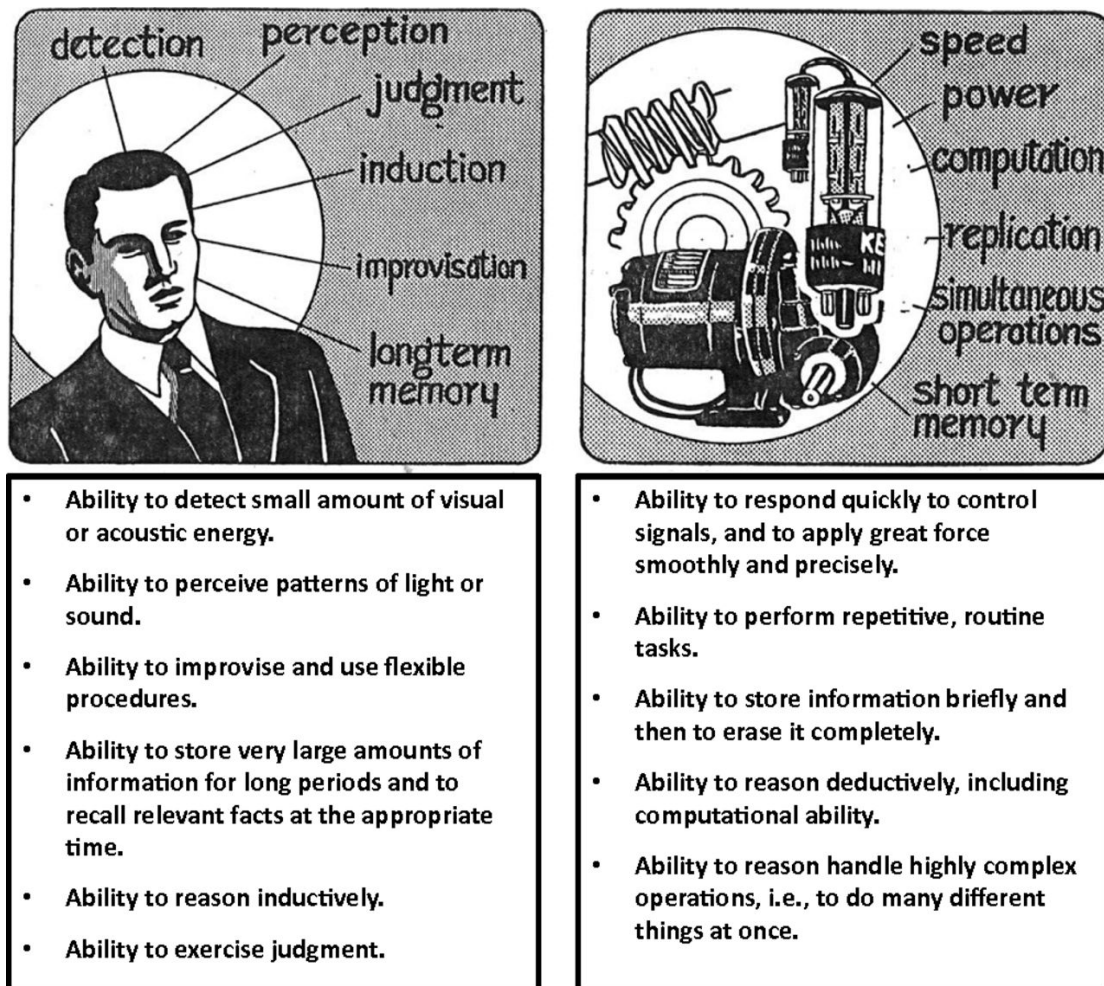 detection
perception
judgment
induction
improvisation
longterm
memory
speed
power
computation
replication
simultaneous
operations
short term
memory
• Ability to detect small amount of visual
or acoustic energy.
• Ability to perceive patterns of light or
sound.
• Ability to improvise and use flexible
procedures.
• Ability to store very large amounts of
information for long periods and to
recall relevant facts at the appropriate
time.
• Ability to reason inductively.
• Ability to exercise judgment.
• Ability to respond quickly to control
signals, and to apply great force
smoothly and precisely.
• Ability to perform repetitive, routine
tasks.
• Ability to store information briefly and
then to erase it completely.
• Ability to reason deductively, including
computational ability.
• Ability to reason handle highly complex
operations, i.e., to do many different
things at once.